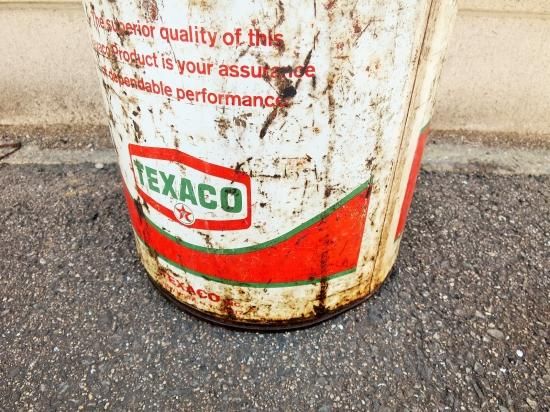 The superior quality of this
Product is your assurance
dependable performance.
TEXACO
TEXACO